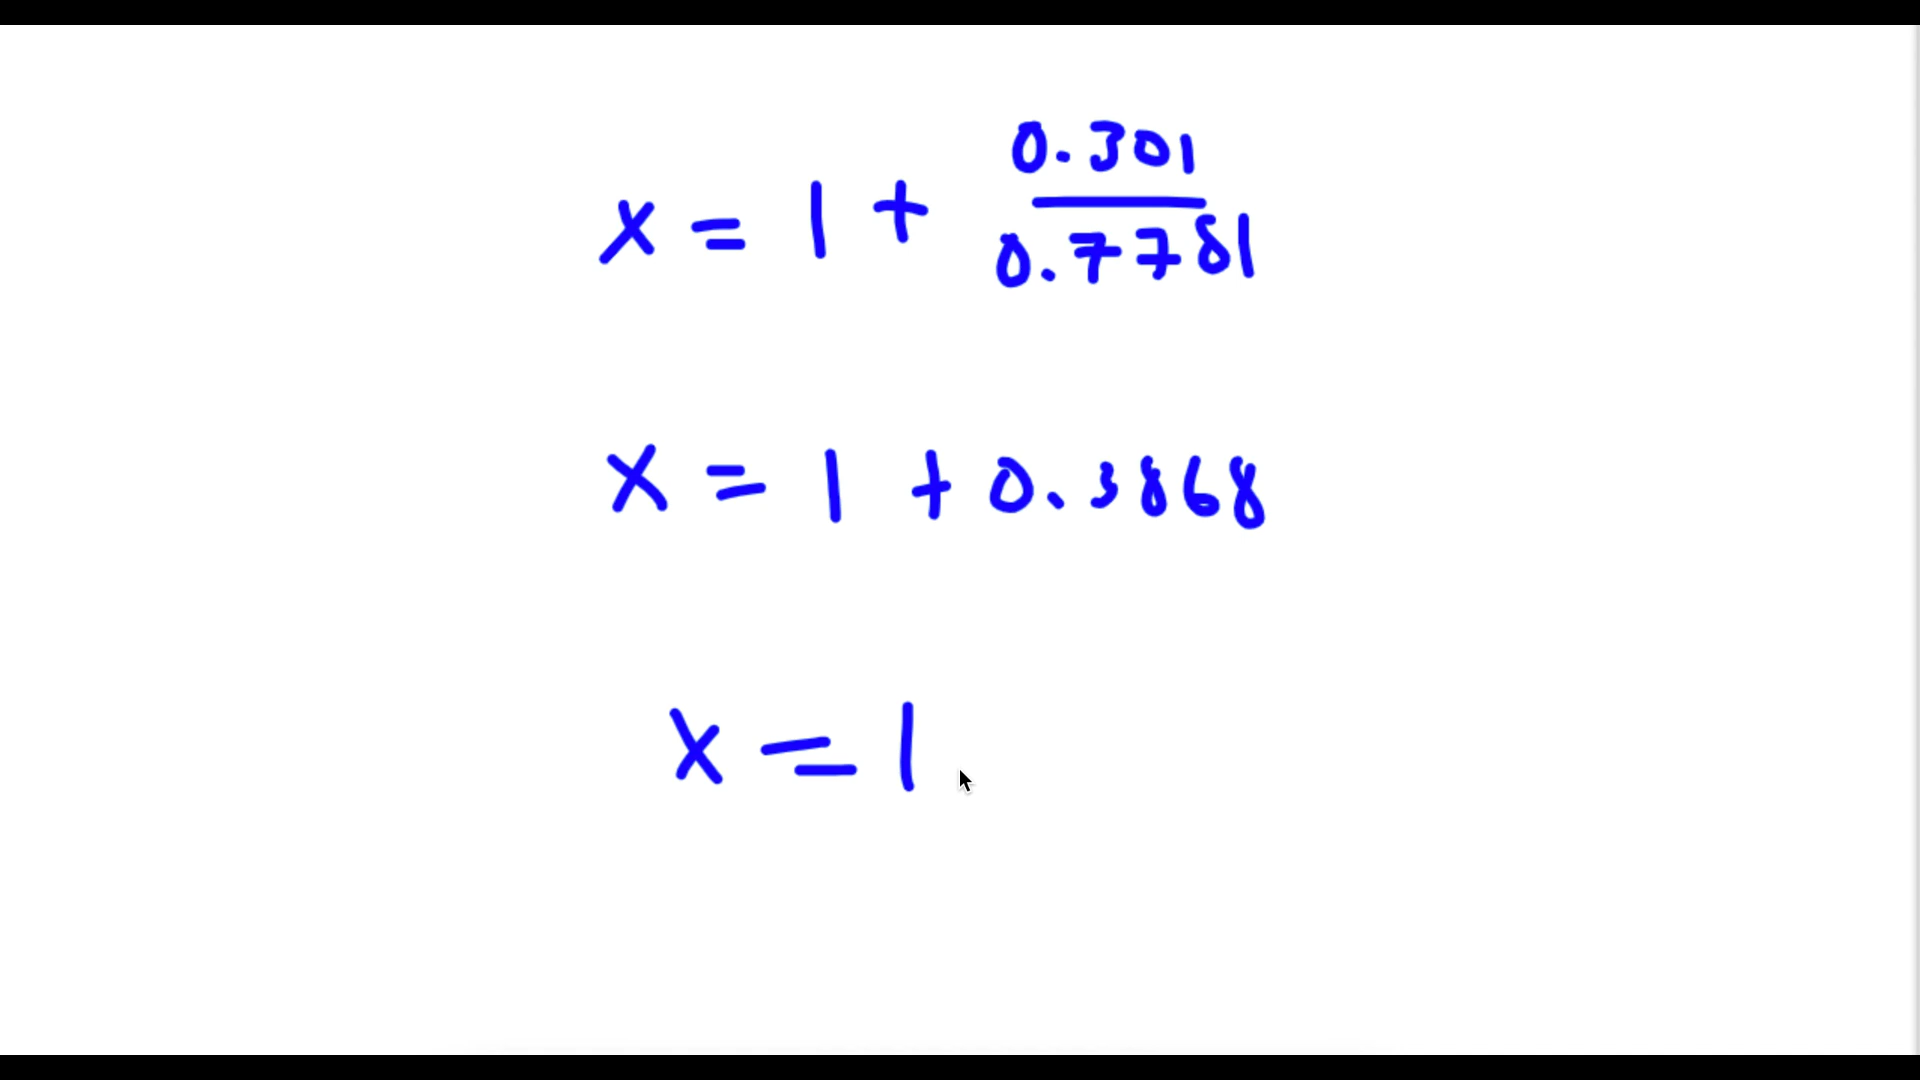 x = 1 + 0.301 / 0.7781
x = 1 + 0.3868
x = 1